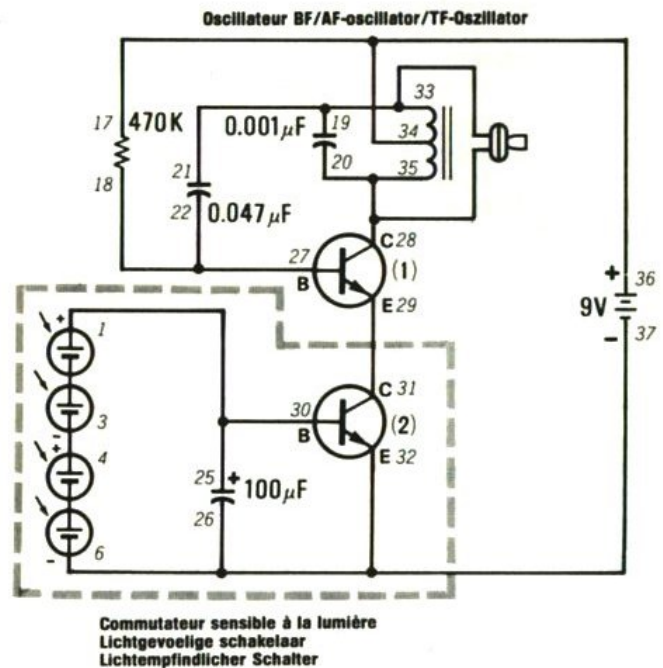 Oscillateur BF/AF-oscillator/TF-Oszillator
33
17 470K
0.001µF 19
34
18
21
20
35
22 0.047µF
C 28
27
B
(1)
+ 36
E 29
9V
- 37
+ 1
C 31
3
30
(2)
-
B
+ 4
E 32
25 +
100µF
26
- 6
Commutateur sensible à la lumière
Lichtgevoelige schakelaar
Lichtempfindlicher Schalter